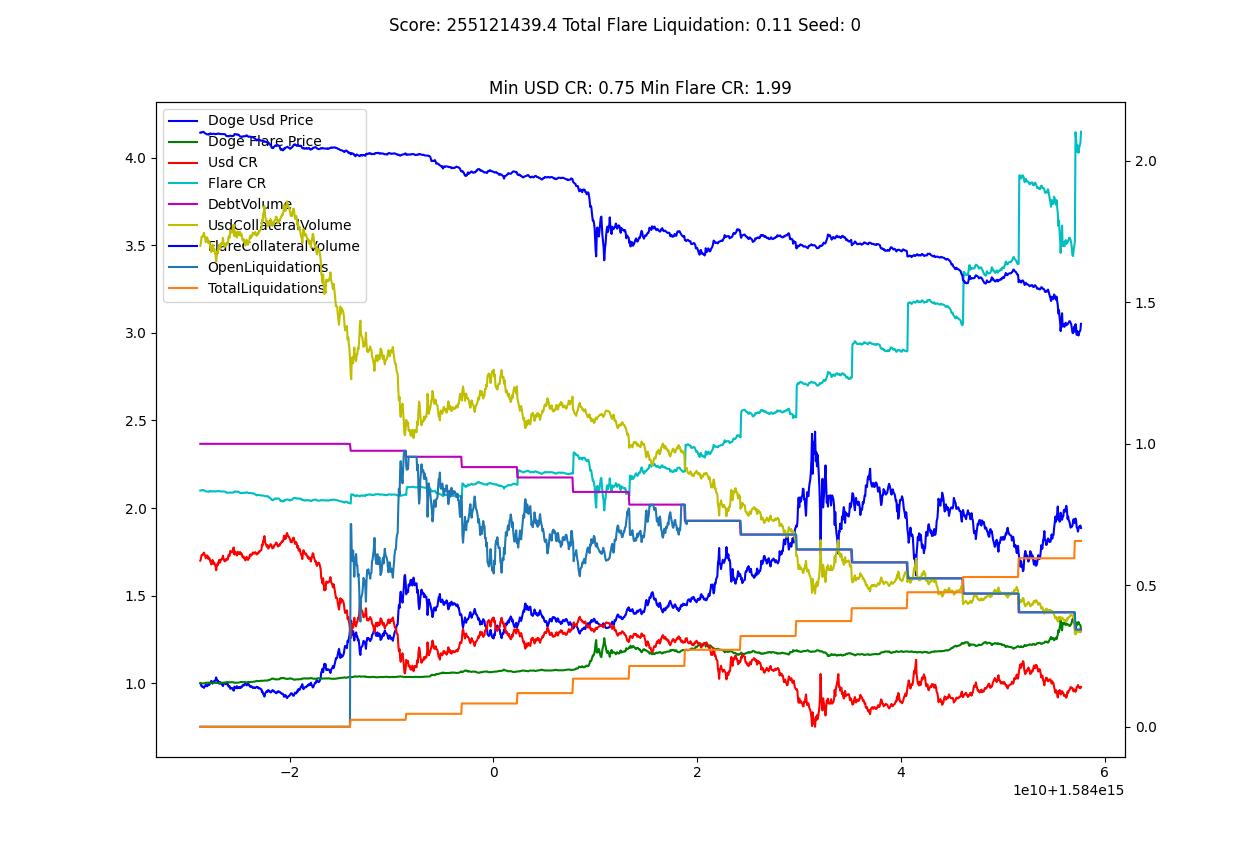 Score: 255121439.4 Total Flare Liquidation: 0.11 Seed: 0
Min USD CR: 0.75 Min Flare CR: 1.99
Doge Usd Price
Doge Flare Price
Usd CR
Flare CR
DebtVolume
UsdCollateralVolume
FlareCollateralVolume
OpenLiquidations
TotalLiquidations
4.0
3.5
3.0
2.5
2.0
1.5
1.0
2.0
1.5
1.0
0.5
0.0
−2
0
2
4
6
1e10+1.584e15